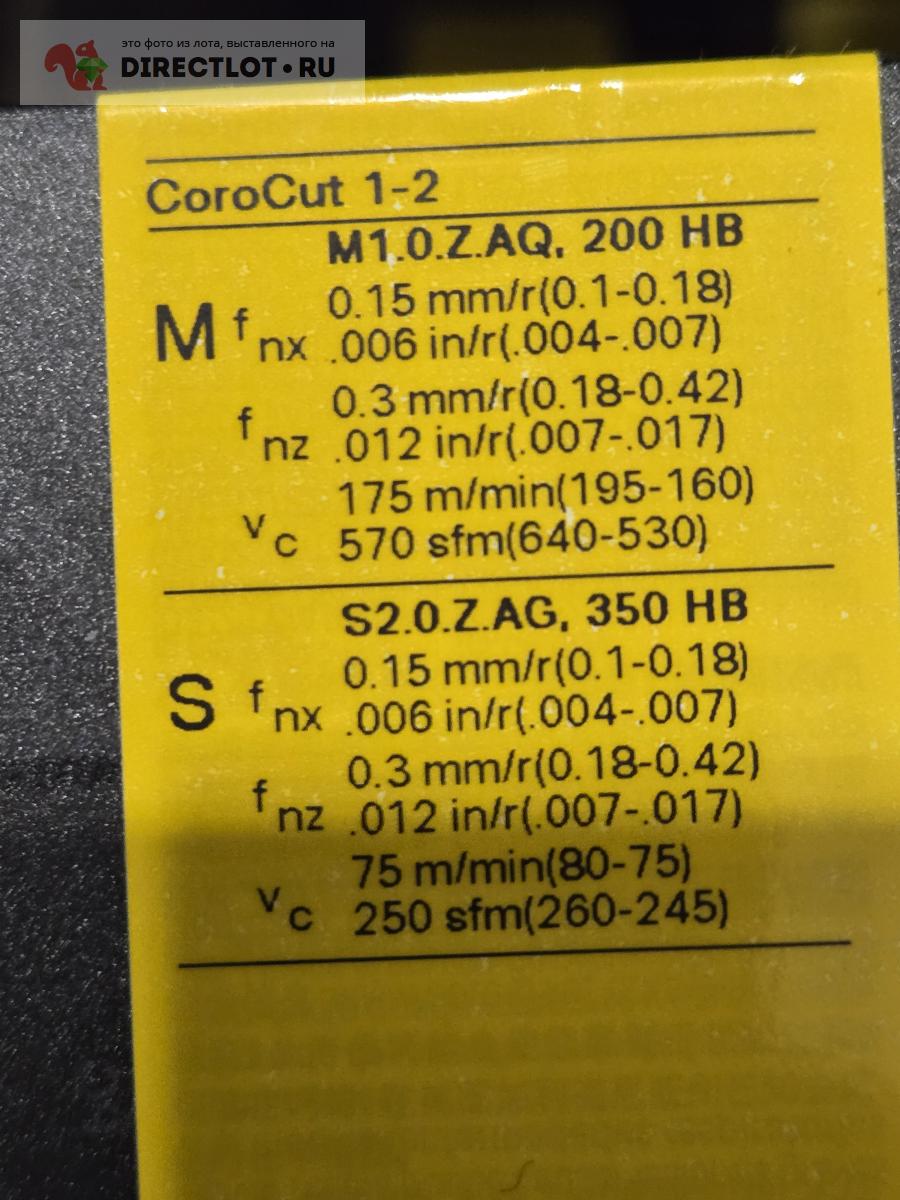 это фото из лота, выставленного на
DIRECTLOT•RU
CoroCut 1-2
M1.0.Z.AQ, 200 HB
M f nx 0.15 mm/r(0.1-0.18)
.006 in/r(.004-.007)
f nz 0.3 mm/r(0.18-0.42)
.012 in/r(.007-.017)
v c 175 m/min(195-160)
570 sfm(640-530)
S2.0.Z.AG, 350 HB
S f nx 0.15 mm/r(0.1-0.18)
.006 in/r(.004-.007)
f nz 0.3 mm/r(0.18-0.42)
.012 in/r(.007-.017)
v c 75 m/min(80-75)
250 sfm(260-245)